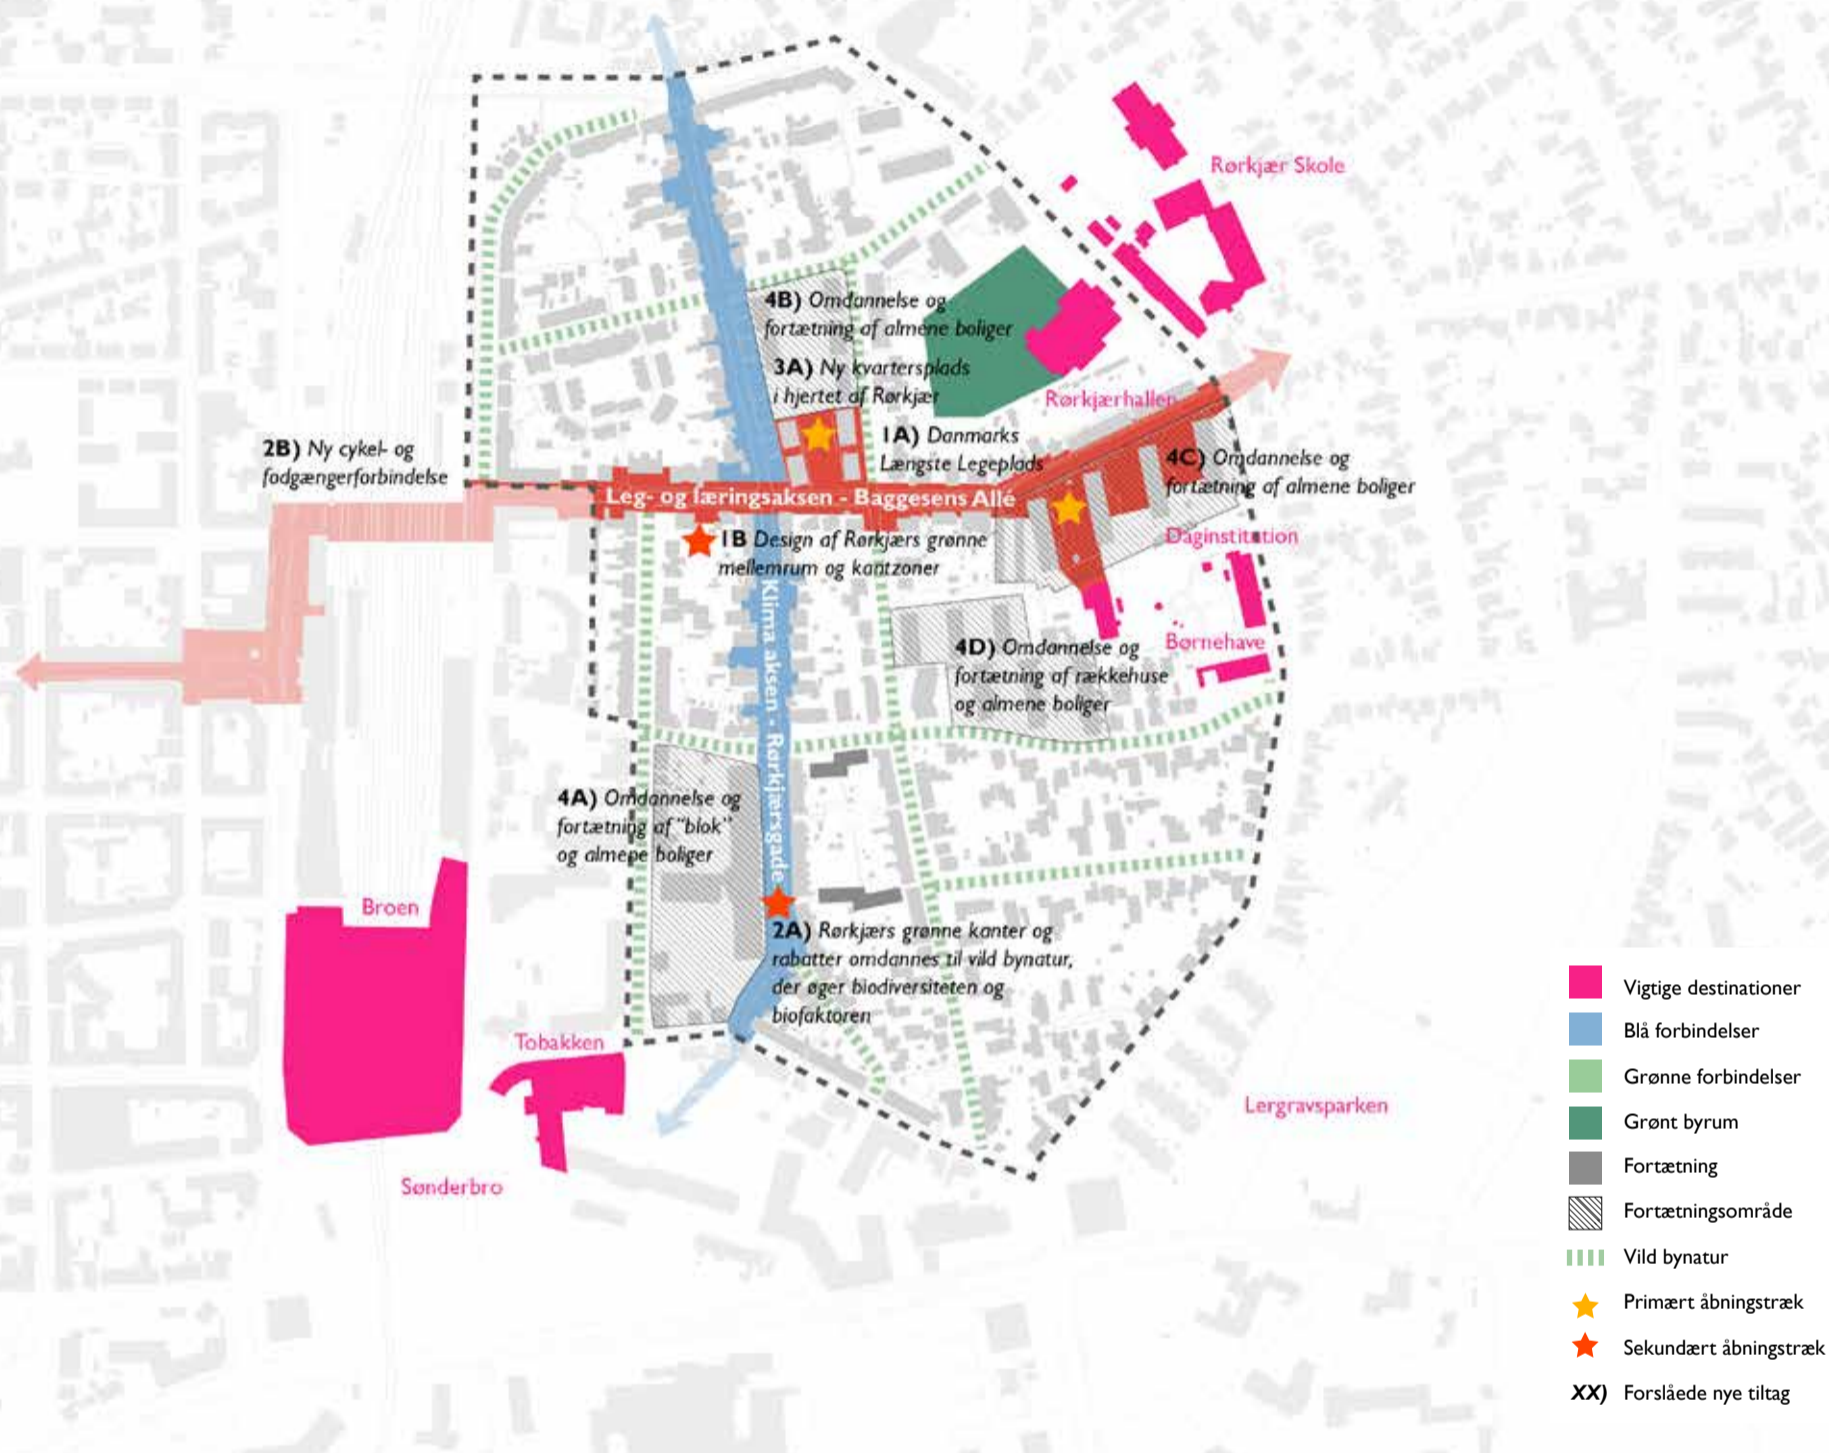 Rørkjær Skole
4B) Omdannelse og
fortætning af almene boliger
3A) Ny kvartersplads
i hjertet af Rørkjær
Rørkjærhallen
1A) Danmarks
Længste Legeplads
2B) Ny cykel- og
fodgængerforbindelse
4C) Omdannelse og
fortætning af almene boliger
Leg- og læringsaksen - Baggesens Allé
1B Design af Rørkjærs grønne
mellemrum og kantzoner
Daginstitution
Klima aksen - Rørkjærsgade
Børnehave
4D) Omdannelse og
fortætning af rækkehuse
og almene boliger
4A) Omdannelse og
fortætning af "blok"
og almene boliger
Broen
2A) Rørkjærs grønne kanter og
rabatter omdannes til vild bynatur,
der øger biodiversiteten og
biofaktoren
Tobakken
Sønderbro
Lergravsparken
Vigtige destinationer
Blå forbindelser
Grønne forbindelser
Grønt byrum
Fortætning
Fortætningsområde
Vild bynatur
Primært åbningstræk
Sekundært åbningstræk
XX) Forslåede nye tiltag